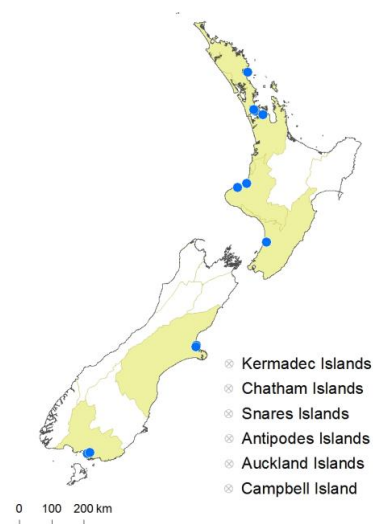 Kermadec Islands
Chatham Islands
Snares Islands
Antipodes Islands
Auckland Islands
Campbell Island
0 100 200 km